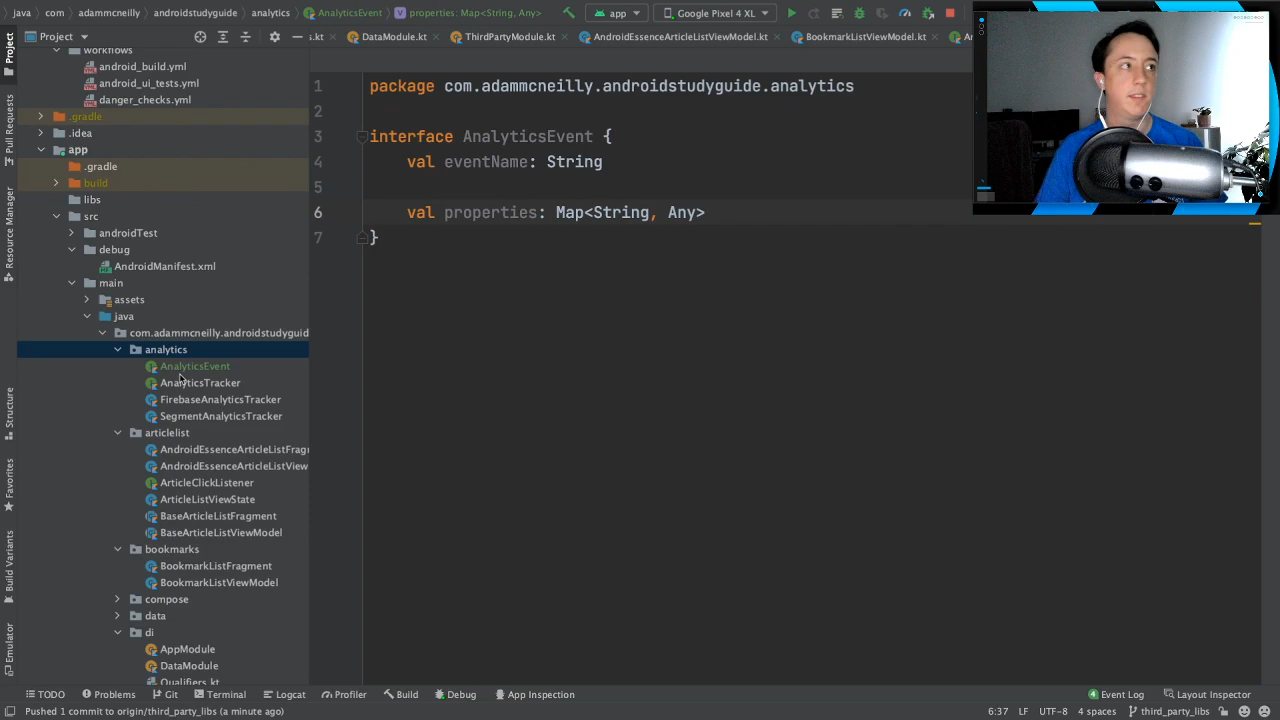 java
com
adammcneilly
androidstudyguide
analytics
AnalyticsEvent
properties: Map<String, Any>
app
Google Pixel 4 XL
Project
s.kt
DataModule.kt
ThirdPartyModule.kt
AndroidEssenceArticleListViewModel.kt
BookmarkListViewModel.kt
Project
Pull Requests
Resource Manager
Structure
Favorites
Build Variants
Emulator
workflows
android_build.yml
android_ui_tests.yml
danger_checks.yml
.gradle
.idea
app
.gradle
build
libs
src
androidTest
debug
AndroidManifest.xml
main
assets
java
com.adammcneilly.androidstudyguid
analytics
AnalyticsEvent
AnalyticsTracker
FirebaseAnalyticsTracker
SegmentAnalyticsTracker
articlelist
AndroidEssenceArticleListFrag
AndroidEssenceArticleListView
ArticleClickListener
ArticleListViewState
BaseArticleListFragment
BaseArticleListViewModel
bookmarks
BookmarkListFragment
BookmarkListViewModel
compose
data
di
AppModule
DataModule
Qualifiers.kt
1 package com.adammcneilly.androidstudyguide.analytics
2
3 interface AnalyticsEvent {
4 val eventName: String
5
6 val properties: Map<String, Any>
7 }
TODO
Problems
Git
Terminal
Logcat
Profiler
Build
Debug
App Inspection
4 Event Log
Layout Inspector
Pushed 1 commit to origin/third_party_libs (a minute ago)
6:37
LF
UTF-8
4 spaces
third_party_libs